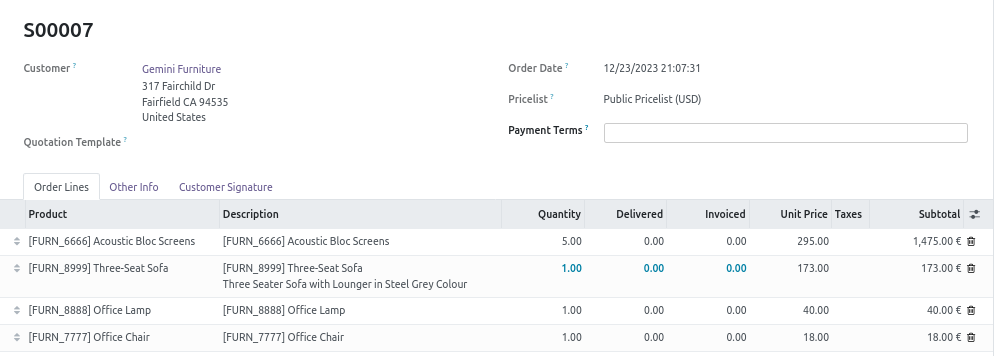 S00007
Customer ?
Gemini Furniture
317 Fairchild Dr
Fairfield CA 94535
United States
Quotation Template ?
Order Date ? 12/23/2023 21:07:31
Pricelist ? Public Pricelist (USD)
Payment Terms ?
Order Lines Other Info Customer Signature
Product Description Quantity Delivered Invoiced Unit Price Taxes Subtotal
[FURN_6666] Acoustic Bloc Screens [FURN_6666] Acoustic Bloc Screens 5.00 0.00 0.00 295.00 1,475.00 €
[FURN_8999] Three-Seat Sofa [FURN_8999] Three-Seat Sofa 1.00 0.00 0.00 173.00 173.00 €
Three Seater Sofa with Lounger in Steel Grey Colour
[FURN_8888] Office Lamp [FURN_8888] Office Lamp 1.00 0.00 0.00 40.00 40.00 €
[FURN_7777] Office Chair [FURN_7777] Office Chair 1.00 0.00 0.00 18.00 18.00 €